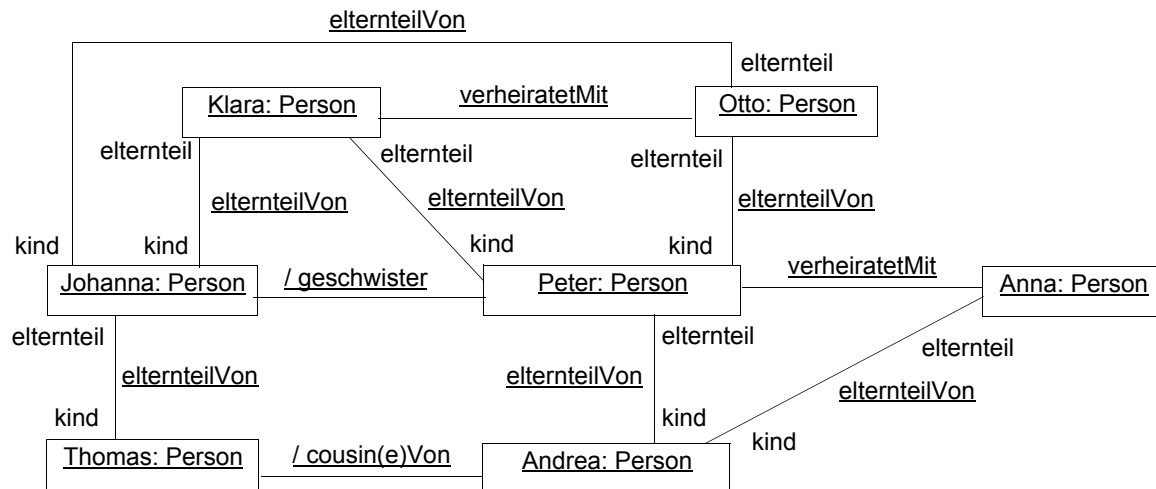 elternteilVon
elternteil
Klara: Person
verheiratetMit
Otto: Person
elternteil
elternteil
elternteil
elternteilVon
elternteilVon
elternteilVon
kind
kind
kind
kind
Johanna: Person
/ geschwister
Peter: Person
verheiratetMit
Anna: Person
elternteil
elternteil
elternteil
elternteilVon
elternteilVon
elternteilVon
kind
kind
kind
Thomas: Person
/ cousin(e)Von
Andrea: Person